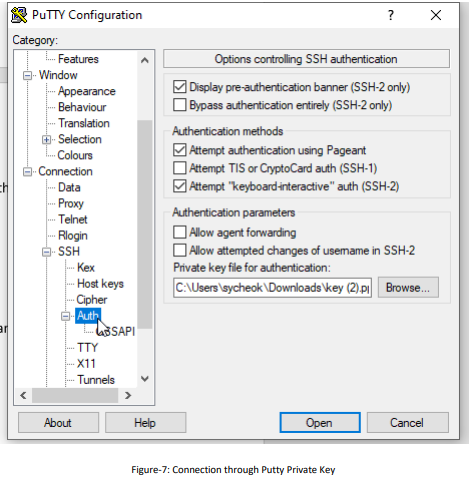 PuTTY Configuration
?
Category:
Features
Window
Appearance
Behaviour
Translation
Selection
Colours
Connection
Data
Proxy
Telnet
Rlogin
SSH
Kex
Host keys
Cipher
Auth
TTY
X11
Tunnels
Options controlling SSH authentication
Display pre-authentication banner (SSH-2 only)
Bypass authentication entirely (SSH-2 only)
Authentication methods
Attempt authentication using Pageant
Attempt TIS or CryptoCard auth (SSH-1)
Attempt "keyboard-interactive" auth (SSH-2)
Authentication parameters
Allow agent forwarding
Allow attempted changes of username in SSH-2
Private key file for authentication:
C:\Users\sycheok\Downloads\key (2).p
Browse...
About
Help
Open
Cancel
Figure-7: Connection through Putty Private Key